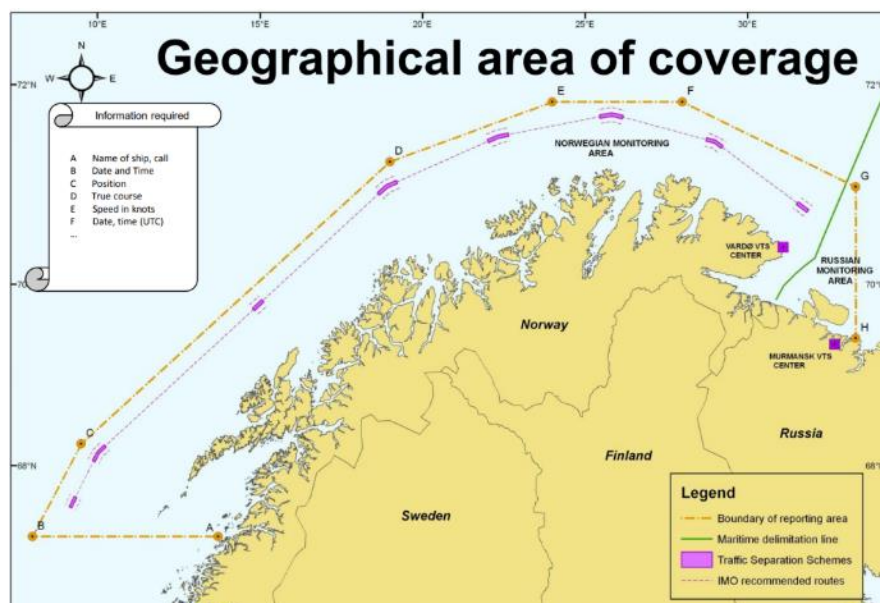 10°E
15°E
20°E
25°E
30°E
Geographical area of coverage
N
W E
S
72°N
72°N
Information required
A Name of ship, call
B Date and Time
C Position
D True course
E Speed in knots
F Date, time (UTC)
...
E
F
D
NORWEGIAN MONITORING
AREA
G
VARDØ VTS
CENTER
RUSSIAN
MONITORING
AREA
70°N
70°N
Norway
H
MURMANSK VTS
CENTER
C
Russia
Finland
68°N
Sweden
B
A
Legend
Boundary of reporting area
Maritime delimitation line
Traffic Separation Schemes
IMO recommended routes